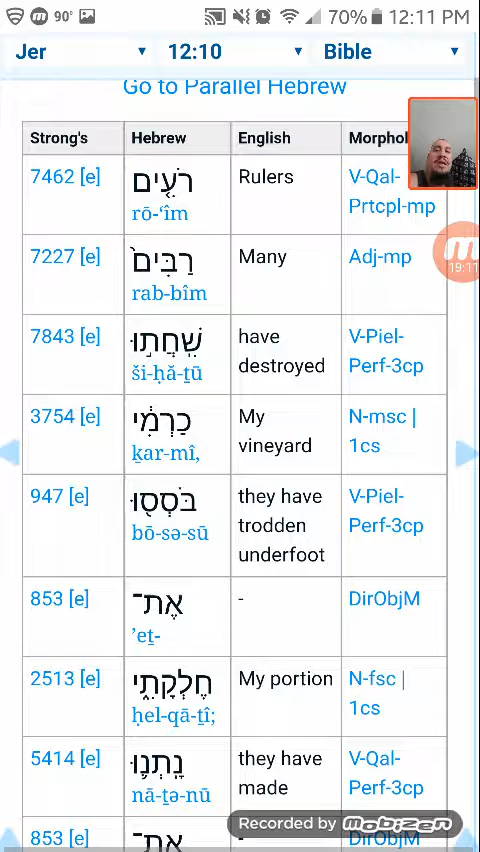 90° 70% 12:11 PM
Jer 12:10 Bible
Go to Parallel Hebrew
Strong's Hebrew English Morphol
7462 [e] רֹעִ֤ים Rulers V-Qal-
rō-‘îm Prtcpl-mp
7227 [e] רַבִּים֙ Many Adj-mp
rab-bîm
7843 [e] שִֽׁחֲת֣וּ have V-Piel-
ši-ḥă-ṯū destroyed Perf-3cp
3754 [e] כַרְמִ֔י My N-msc |
ḵar-mî, vineyard 1cs
947 [e] בֹּסְס֖וּ they have V-Piel-
bō-sə-sū trodden Perf-3cp
underfoot
853 [e] אֶת־ - DirObjM
’eṯ-
2513 [e] חֶלְקָתִ֑י My portion N-fsc |
ḥel-qā-ṯî; 1cs
5414 [e] נָֽתְנ֛וּ they have V-Qal-
nā-ṯə-nū made Perf-3cp
853 [e] אֶת־ - DirObjM
19:11
Recorded by Mobizen